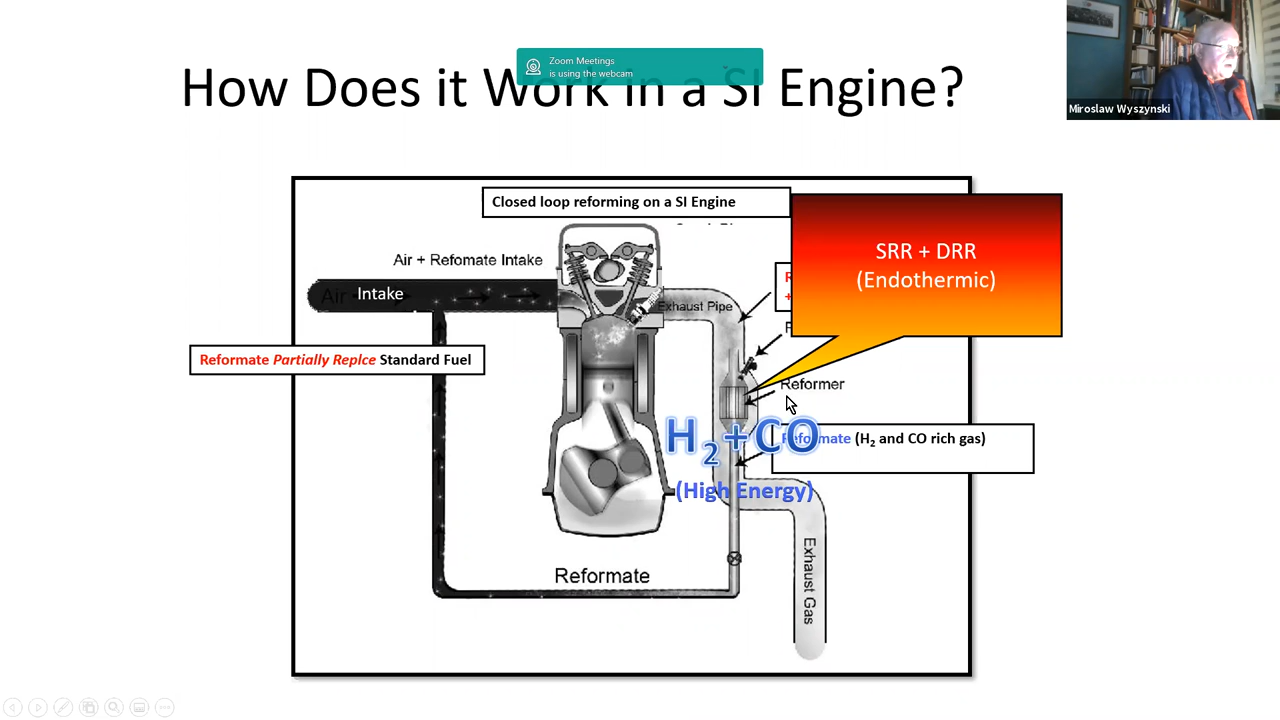 Zoom Meetings
is using the webcam
How Does it Work in a SI Engine?
Miroslaw Wyszynski
Closed loop reforming on a SI Engine
SRR + DRR
(Endothermic)
Air + Refomate Intake
Air Intake
Exhaust Pipe
Reformate Partially Replce Standard Fuel
Reformer
H2+CO
Reformate (H2 and CO rich gas)
(High Energy)
Reformate
Exhaust Gas